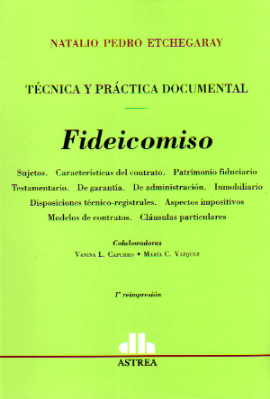 NATALIO PEDRO ETCHEGARAY
TÉCNICA Y PRÁCTICA DOCUMENTAL
Fideicomiso
Sujetos. Características del contrato. Patrimonio fiduciario
Testamentario. De garantía. De administración. Inmobiliario
Disposiciones técnico-registrales. Aspectos impositivos
Modelos de contratos. Cláusulas particulares
Colaboradoras
VANINA L. CAPURRO • MARÍA C. VAZQUEZ
1ª reimpresión
ASTREA